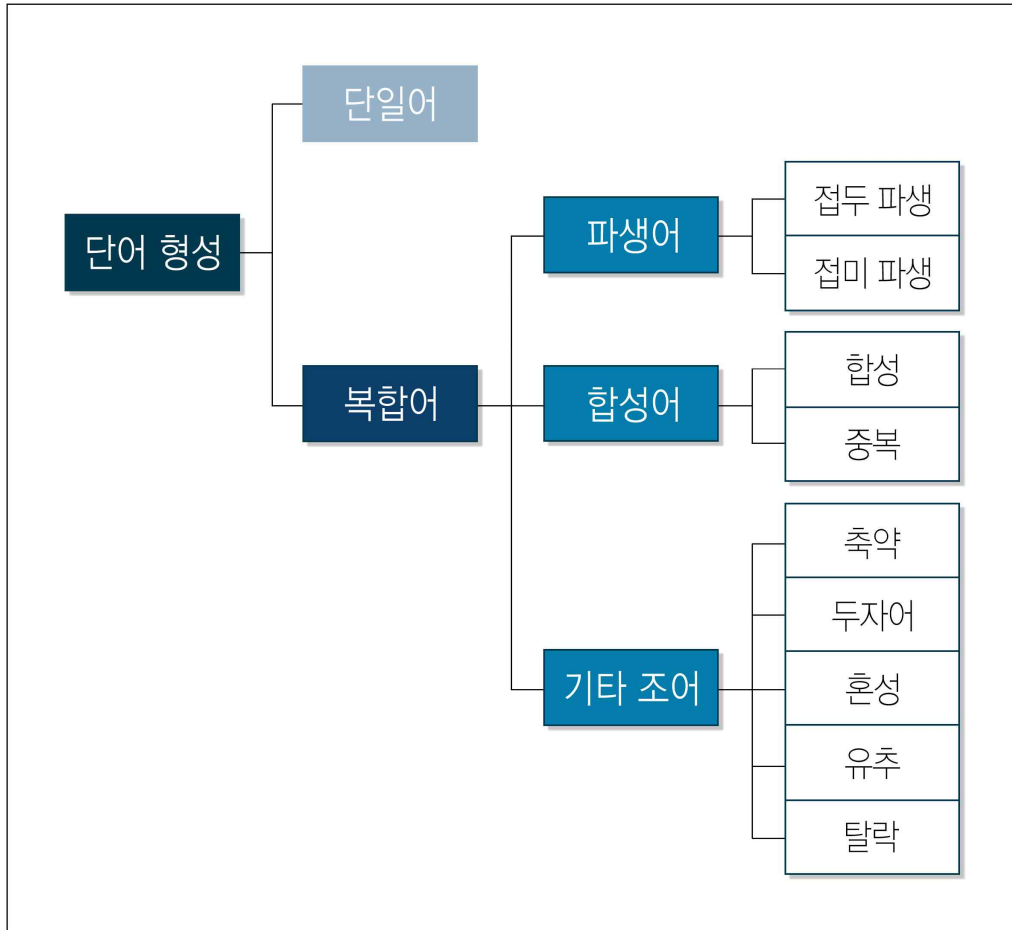 단어 형성
단일어
복합어
파생어
접두 파생
접미 파생
합성어
합성
중복
기타 조어
축약
두자어
혼성
유추
탈락